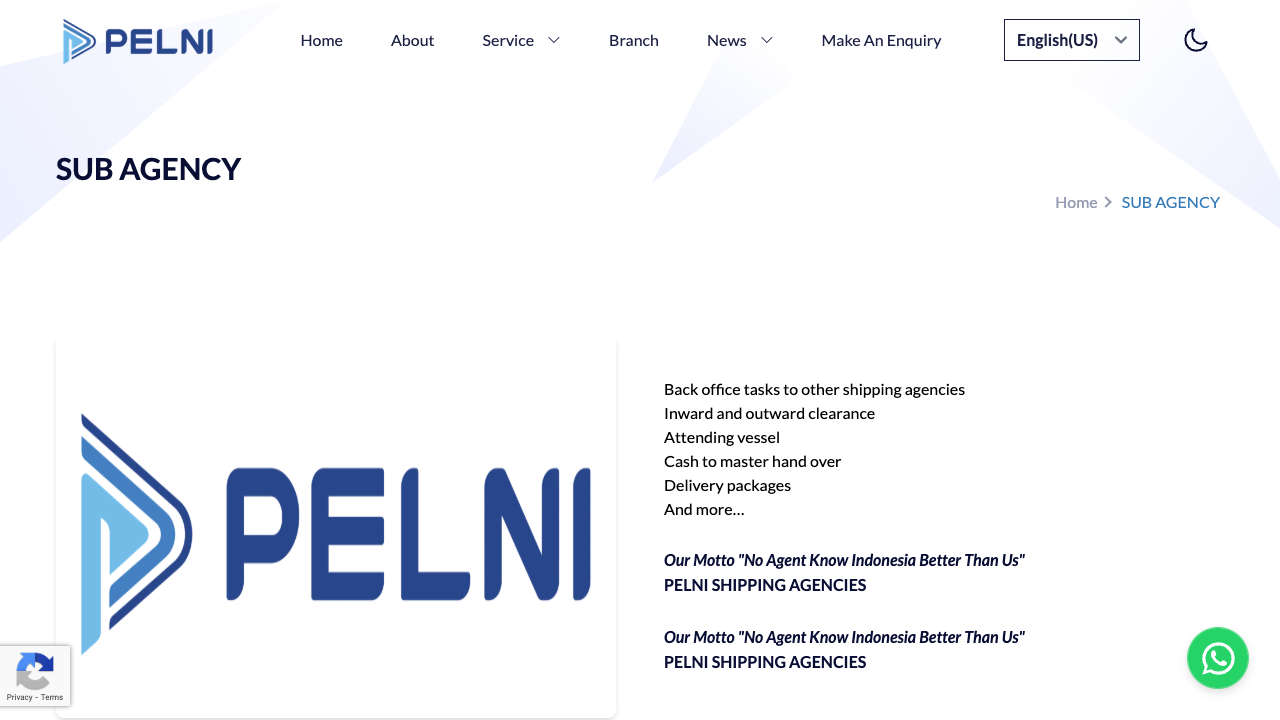 PELNI
Home
About
Service
Branch
News
Make An Enquiry
English(US)
SUB AGENCY
Home
SUB AGENCY
PELNI
Back office tasks to other shipping agencies
Inward and outward clearance
Attending vessel
Cash to master hand over
Delivery packages
And more...
Our Motto "No Agent Know Indonesia Better Than Us"
PELNI SHIPPING AGENCIES
Our Motto "No Agent Know Indonesia Better Than Us"
PELNI SHIPPING AGENCIES
Privacy - Terms